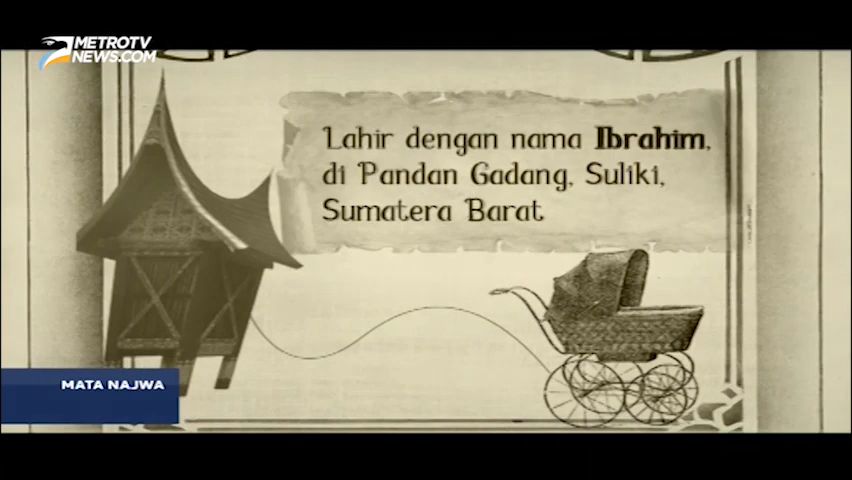 METROTV
NEWS.COM
Lahir dengan nama Ibrahim,
di Pandan Gadang, Suliki,
Sumatera Barat
MATA NAJWA